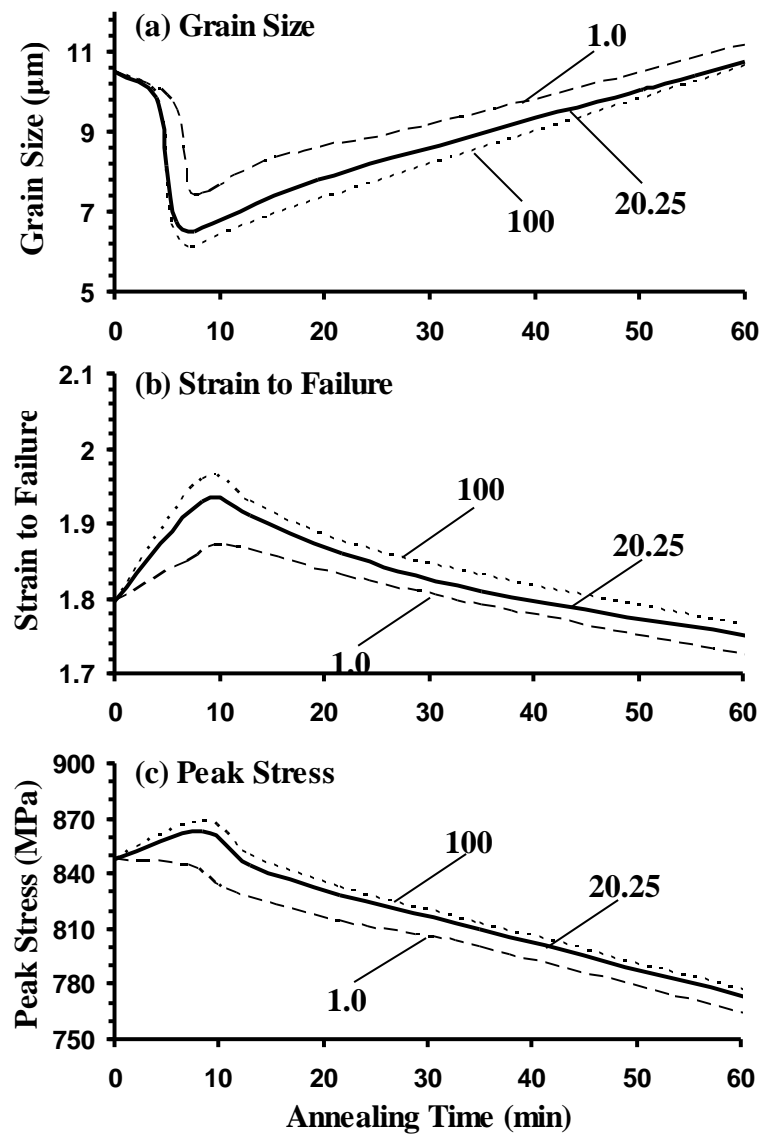 (a) Grain Size
1.0
20.25
100
Grain Size (µm)
11
9
7
5
0 10 20 30 40 50 60
(b) Strain to Failure
100
20.25
1.0
Strain to Failure
2.1
2
1.9
1.8
1.7
0 10 20 30 40 50 60
(c) Peak Stress
100
20.25
1.0
Peak Stress (MPa)
900
870
840
810
780
750
0 10 20 30 40 50 60
Annealing Time (min)